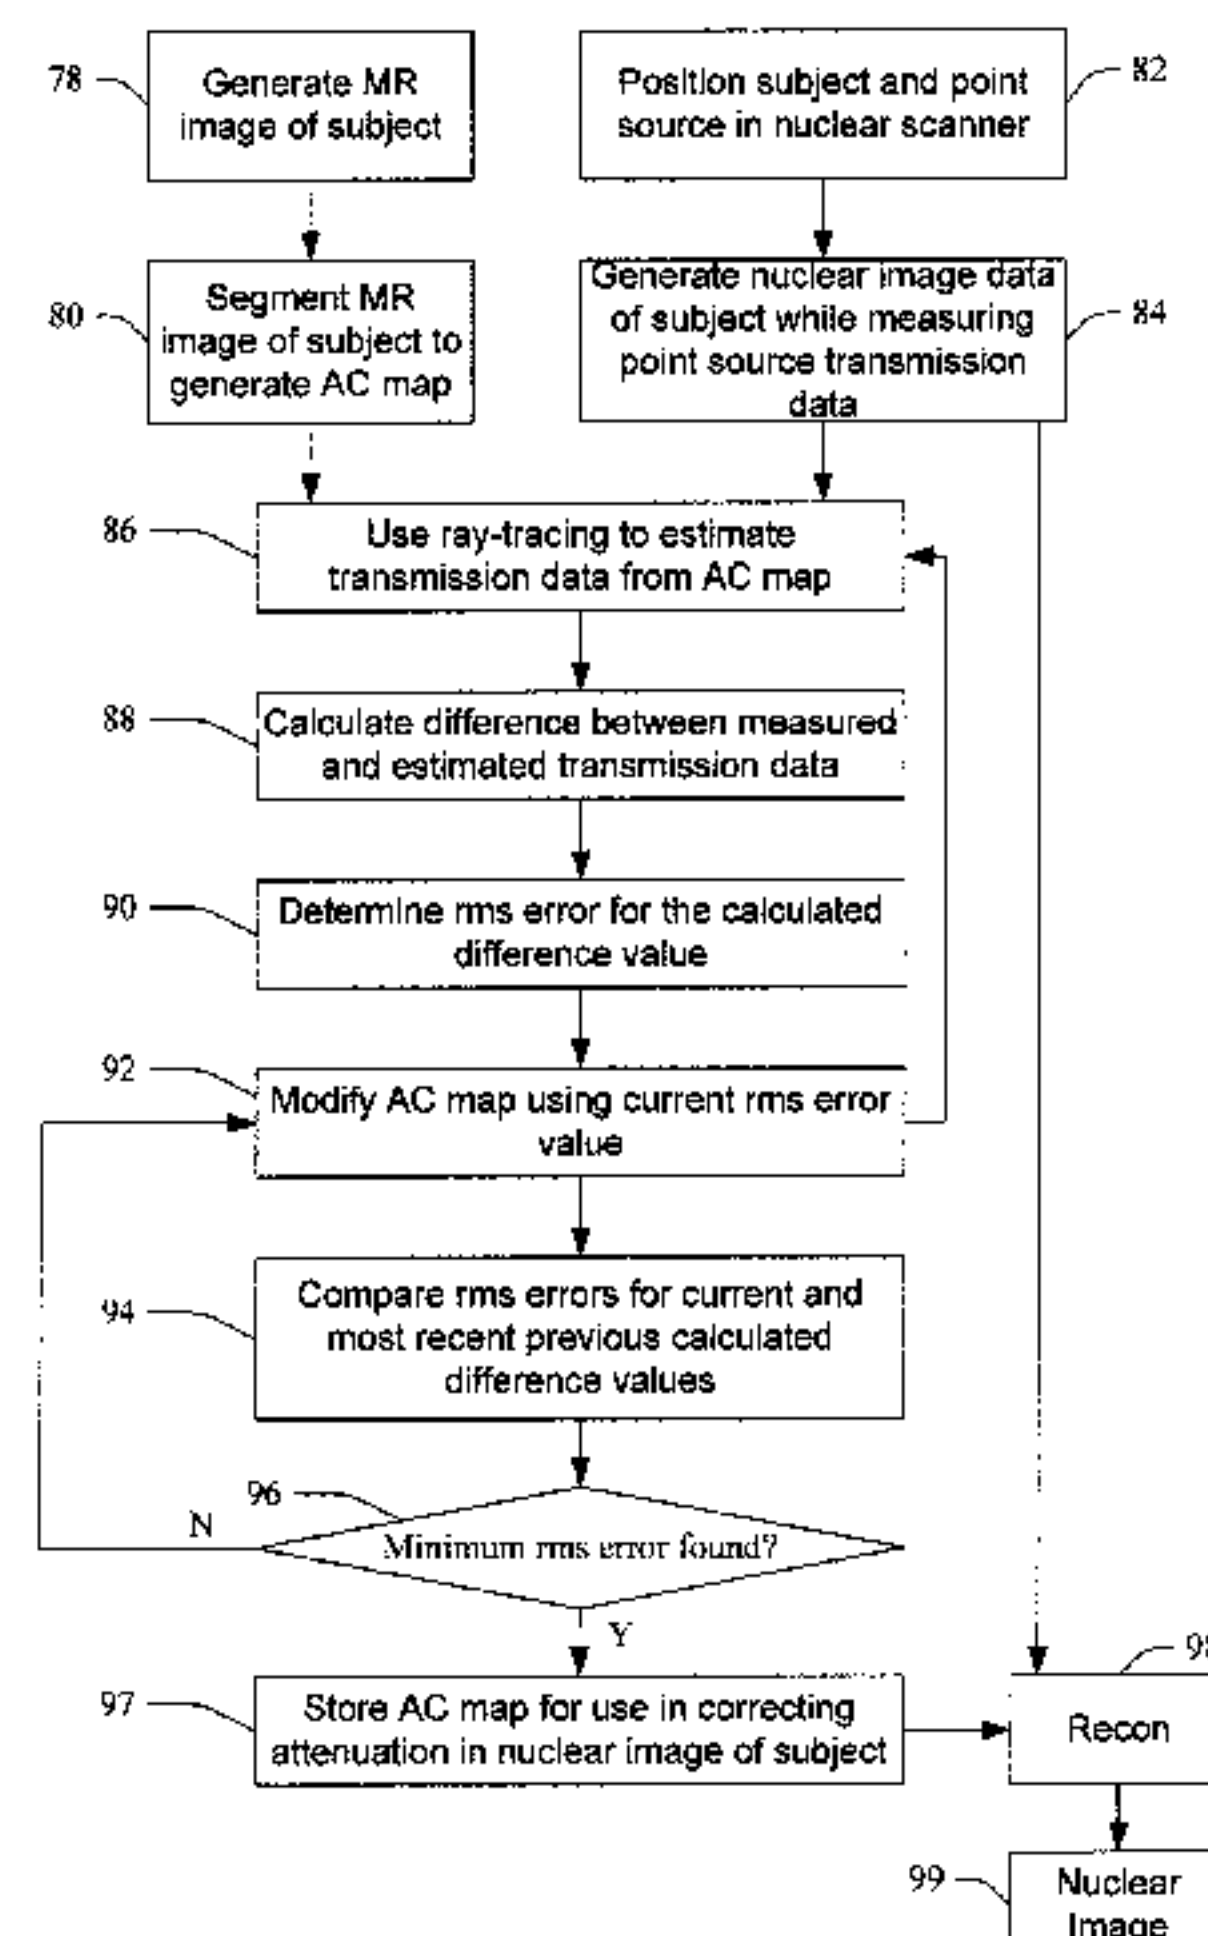 78
Generate MR
image of subject
Position subject and point
source in nuclear scanner
82
80
Segment MR
image of subject to
generate AC map
Generate nuclear image data
of subject while measuring
point source transmission
data
84
86
Use ray-tracing to estimate
transmission data from AC map
88
Calculate difference between measured
and estimated transmission data
90
Determine rms error for the calculated
difference value
92
Modify AC map using current rms error
value
94
Compare rms errors for current and
most recent previous calculated
difference values
96
N
Minimum rms error found?
Y
97
Store AC map for use in correcting
attenuation in nuclear image of subject
98
Recon
99
Nuclear
Image